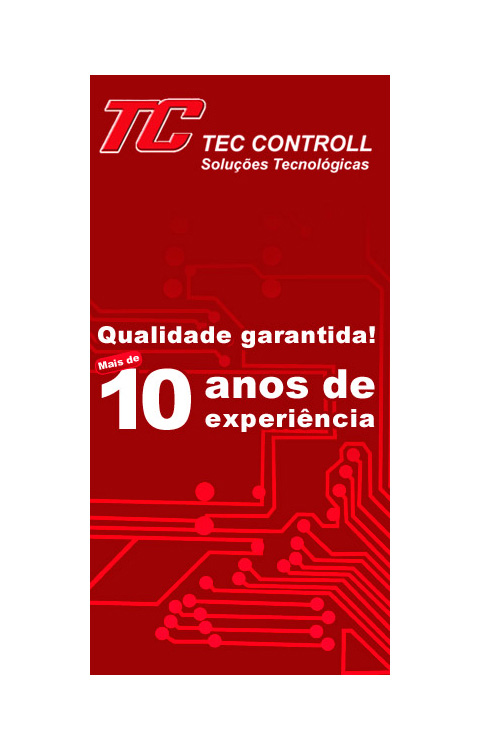 TC
TEC CONTROLL
Soluções Tecnológicas
Qualidade garantida!
Mais de
10 anos de
experiência